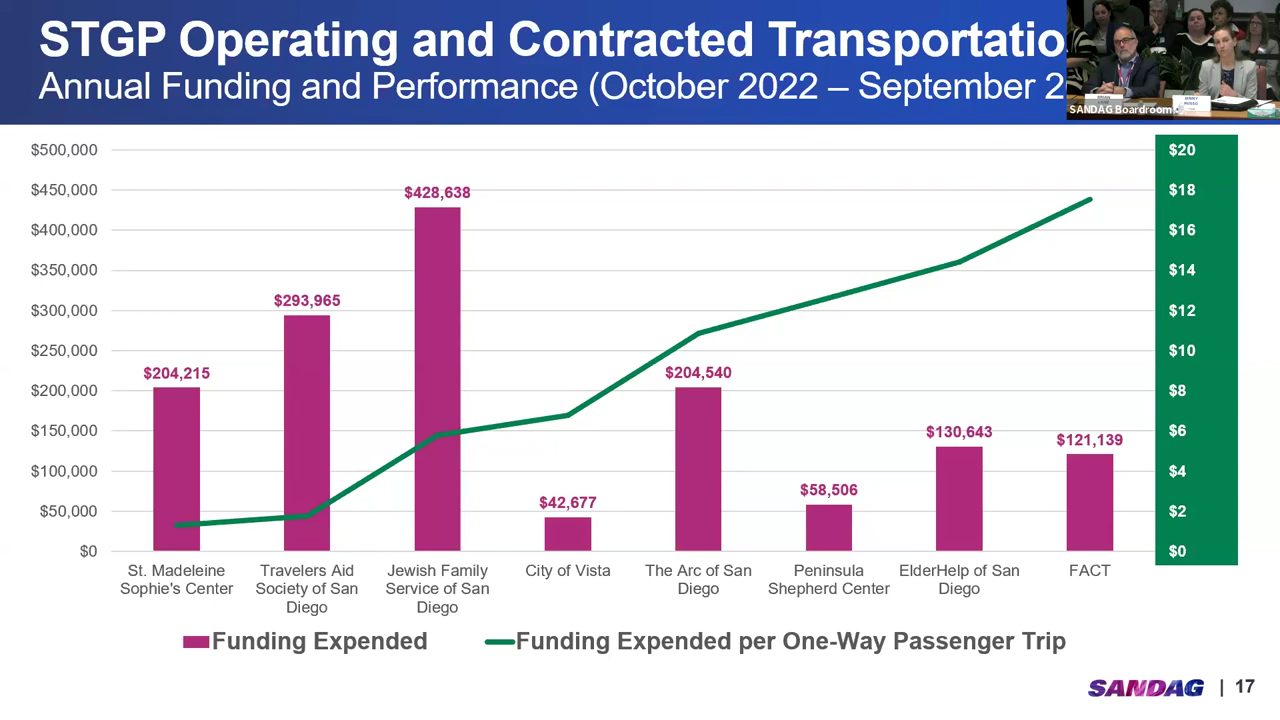 STGP Operating and Contracted Transportatio
Annual Funding and Performance (October 2022 – September 2
SANDAG Boardroom
$500,000
$450,000
$400,000
$350,000
$300,000
$250,000
$200,000
$150,000
$100,000
$50,000
$0
$204,215
$293,965
$428,638
$42,677
$204,540
$58,506
$130,643
$121,139
$20
$18
$16
$14
$12
$10
$8
$6
$4
$2
$0
St. Madeleine
Sophie's Center
Travelers Aid
Society of San
Diego
Jewish Family
Service of San
Diego
City of Vista
The Arc of San
Diego
Peninsula
Shepherd Center
ElderHelp of San
Diego
FACT
Funding Expended
Funding Expended per One-Way Passenger Trip
SANDAG | 17